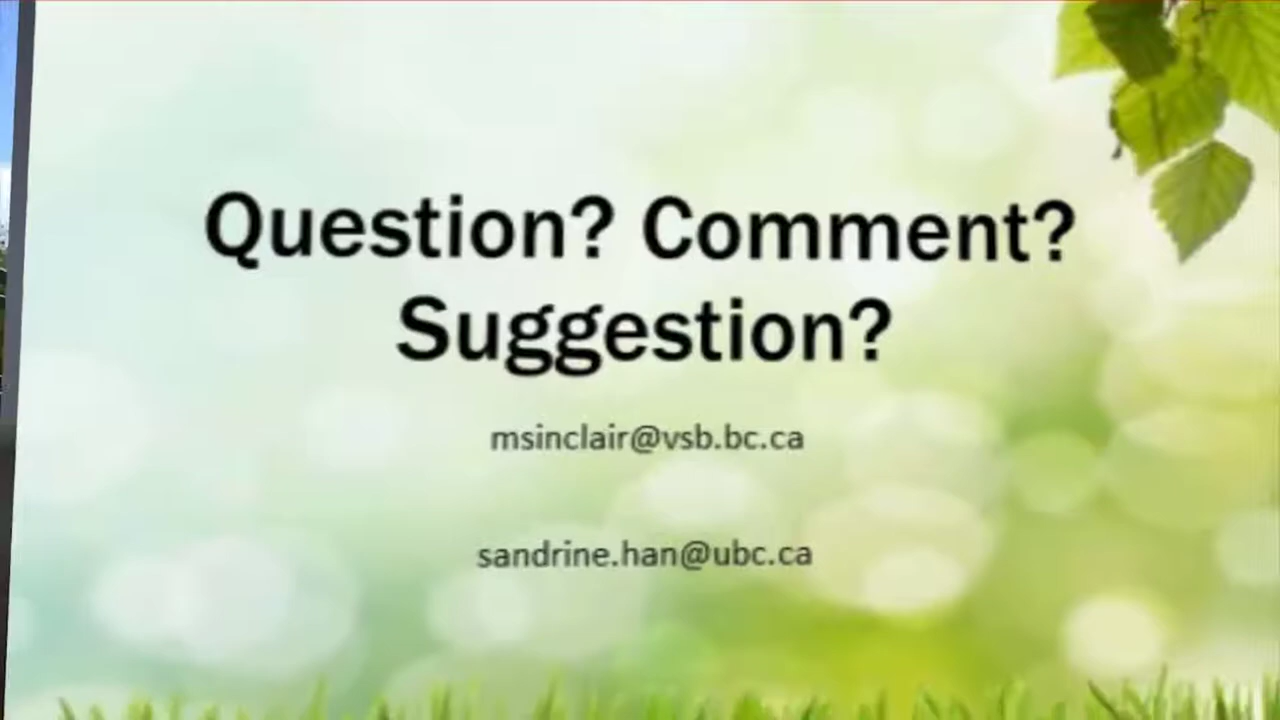 Question? Comment?
Suggestion?
msinclair@vsb.bc.ca
sandrine.han@ubc.ca